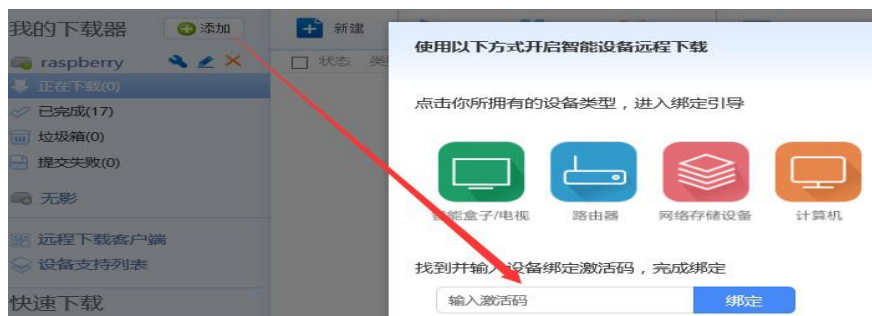 我的下载器
添加
raspberry
正在下载(0)
已完成(17)
垃圾箱(0)
提交失败(0)
无影
远程下载客户端
设备支持列表
快速下载
新建
状态
使用以下方式开启智能设备远程下载
点击你所拥有的设备类型，进入绑定引导
智能盒子/电视
路由器
网络存储设备
计算机
找到并输入设备绑定激活码，完成绑定
输入激活码
绑定